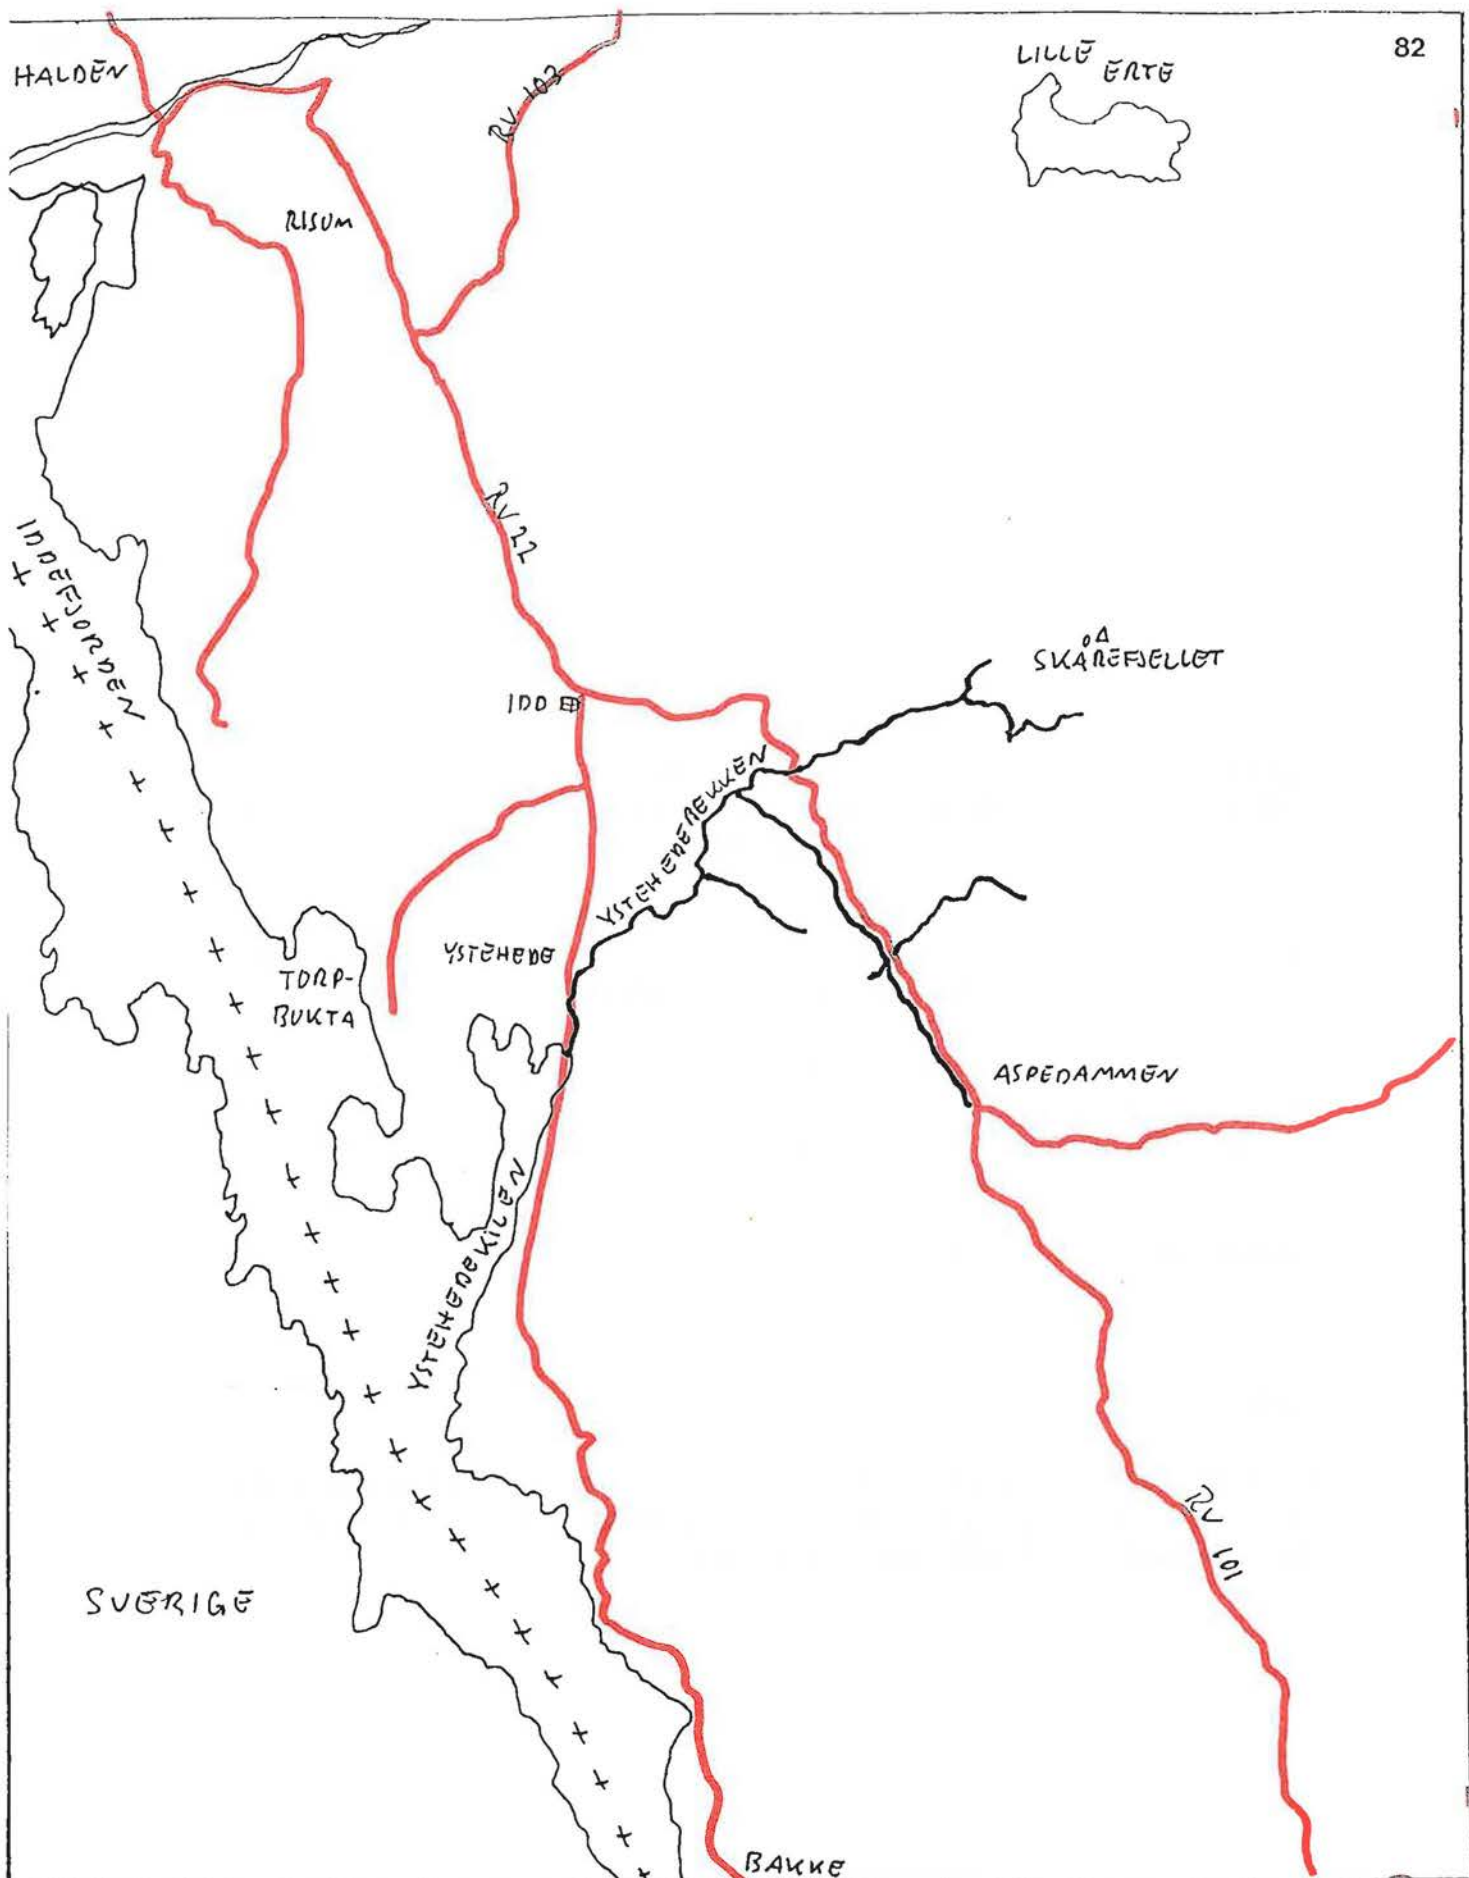 82
HALDEN
LILLE ERTE
RV 103
RISUM
RV 22
IDDEFJORDEN
SKÅREFJELLET
IDD
YSTEHEDEBEKKEN
YSTEHEDE
TORP-
BUKTA
ASPEDAMMEN
YSTEHEDEKILEN
RV 101
SVERIGE
BAKKE